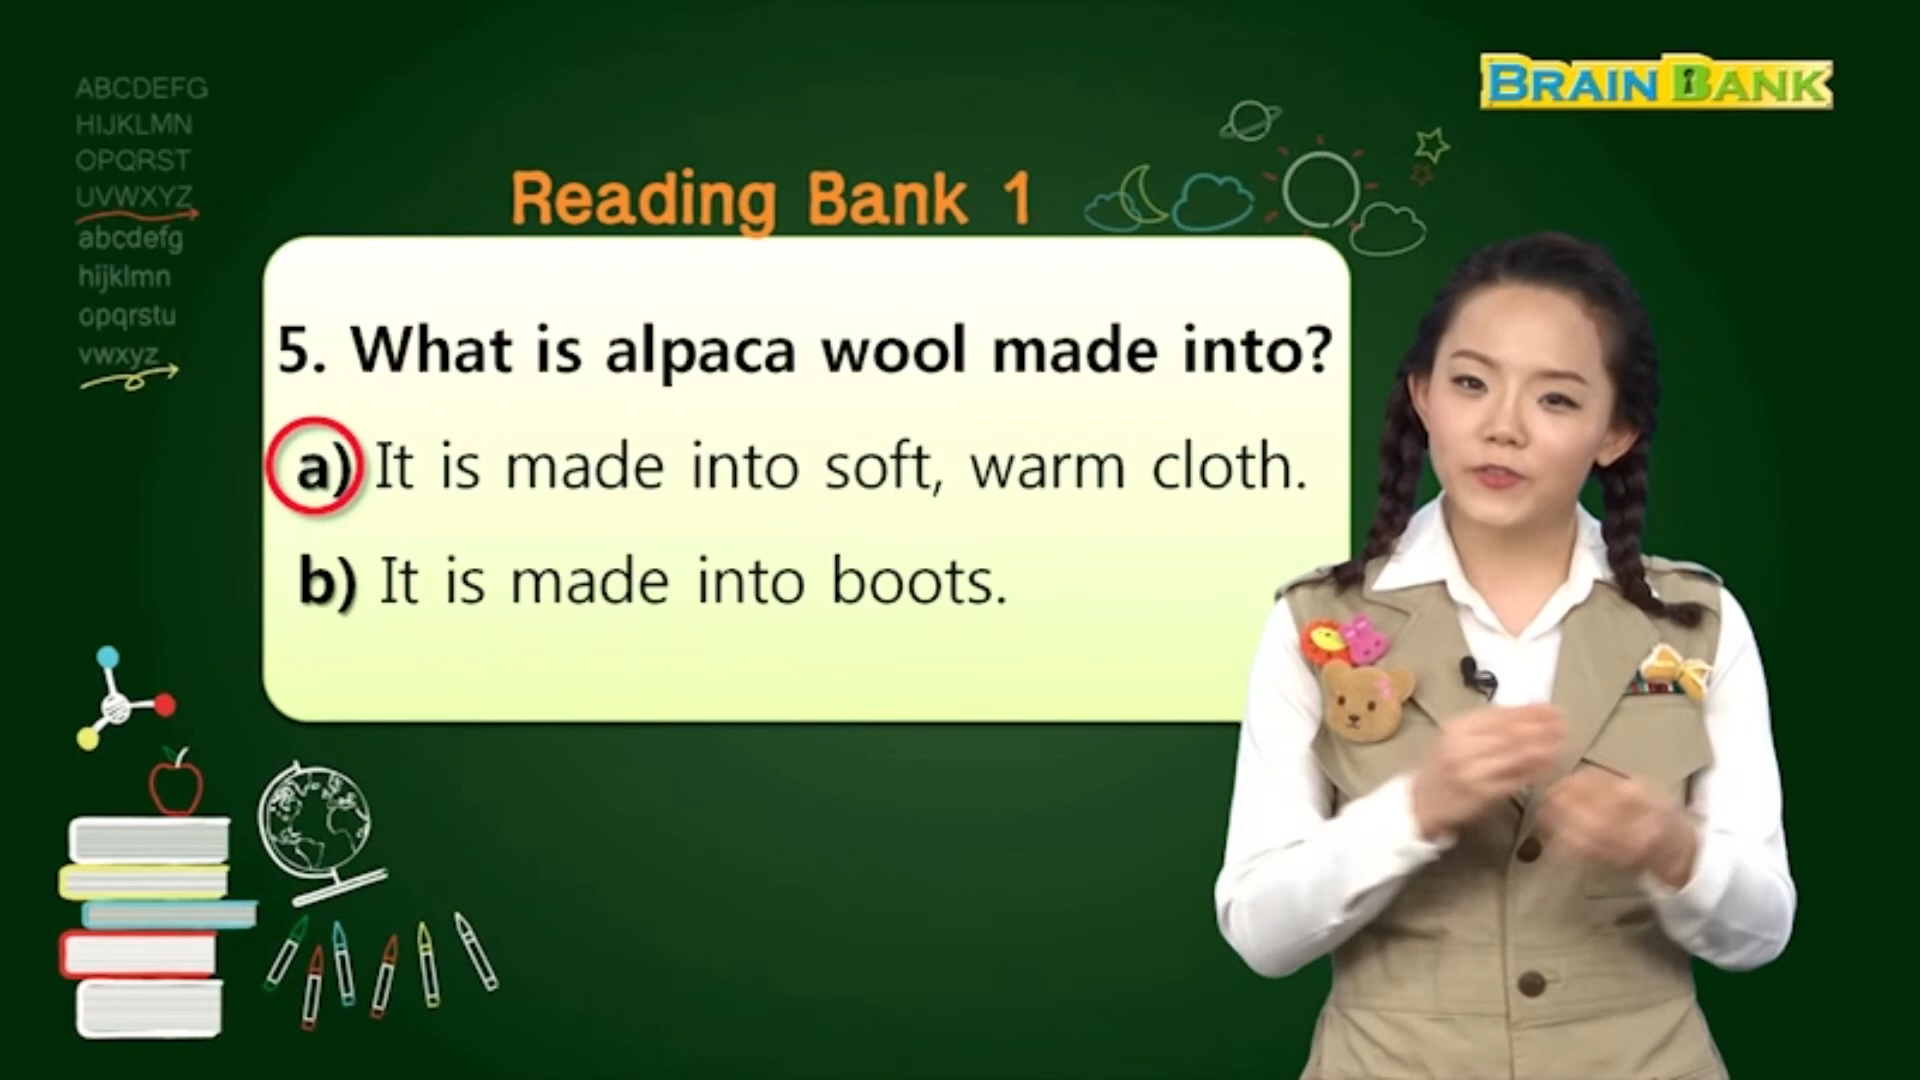 ABCDEFG
HIJKLMN
OPQRST
UVWXYZ
abcdefg
hijklmn
opqrstu
vwxyz
BRAIN BANK
Reading Bank 1
5. What is alpaca wool made into?
a) It is made into soft, warm cloth.
b) It is made into boots.